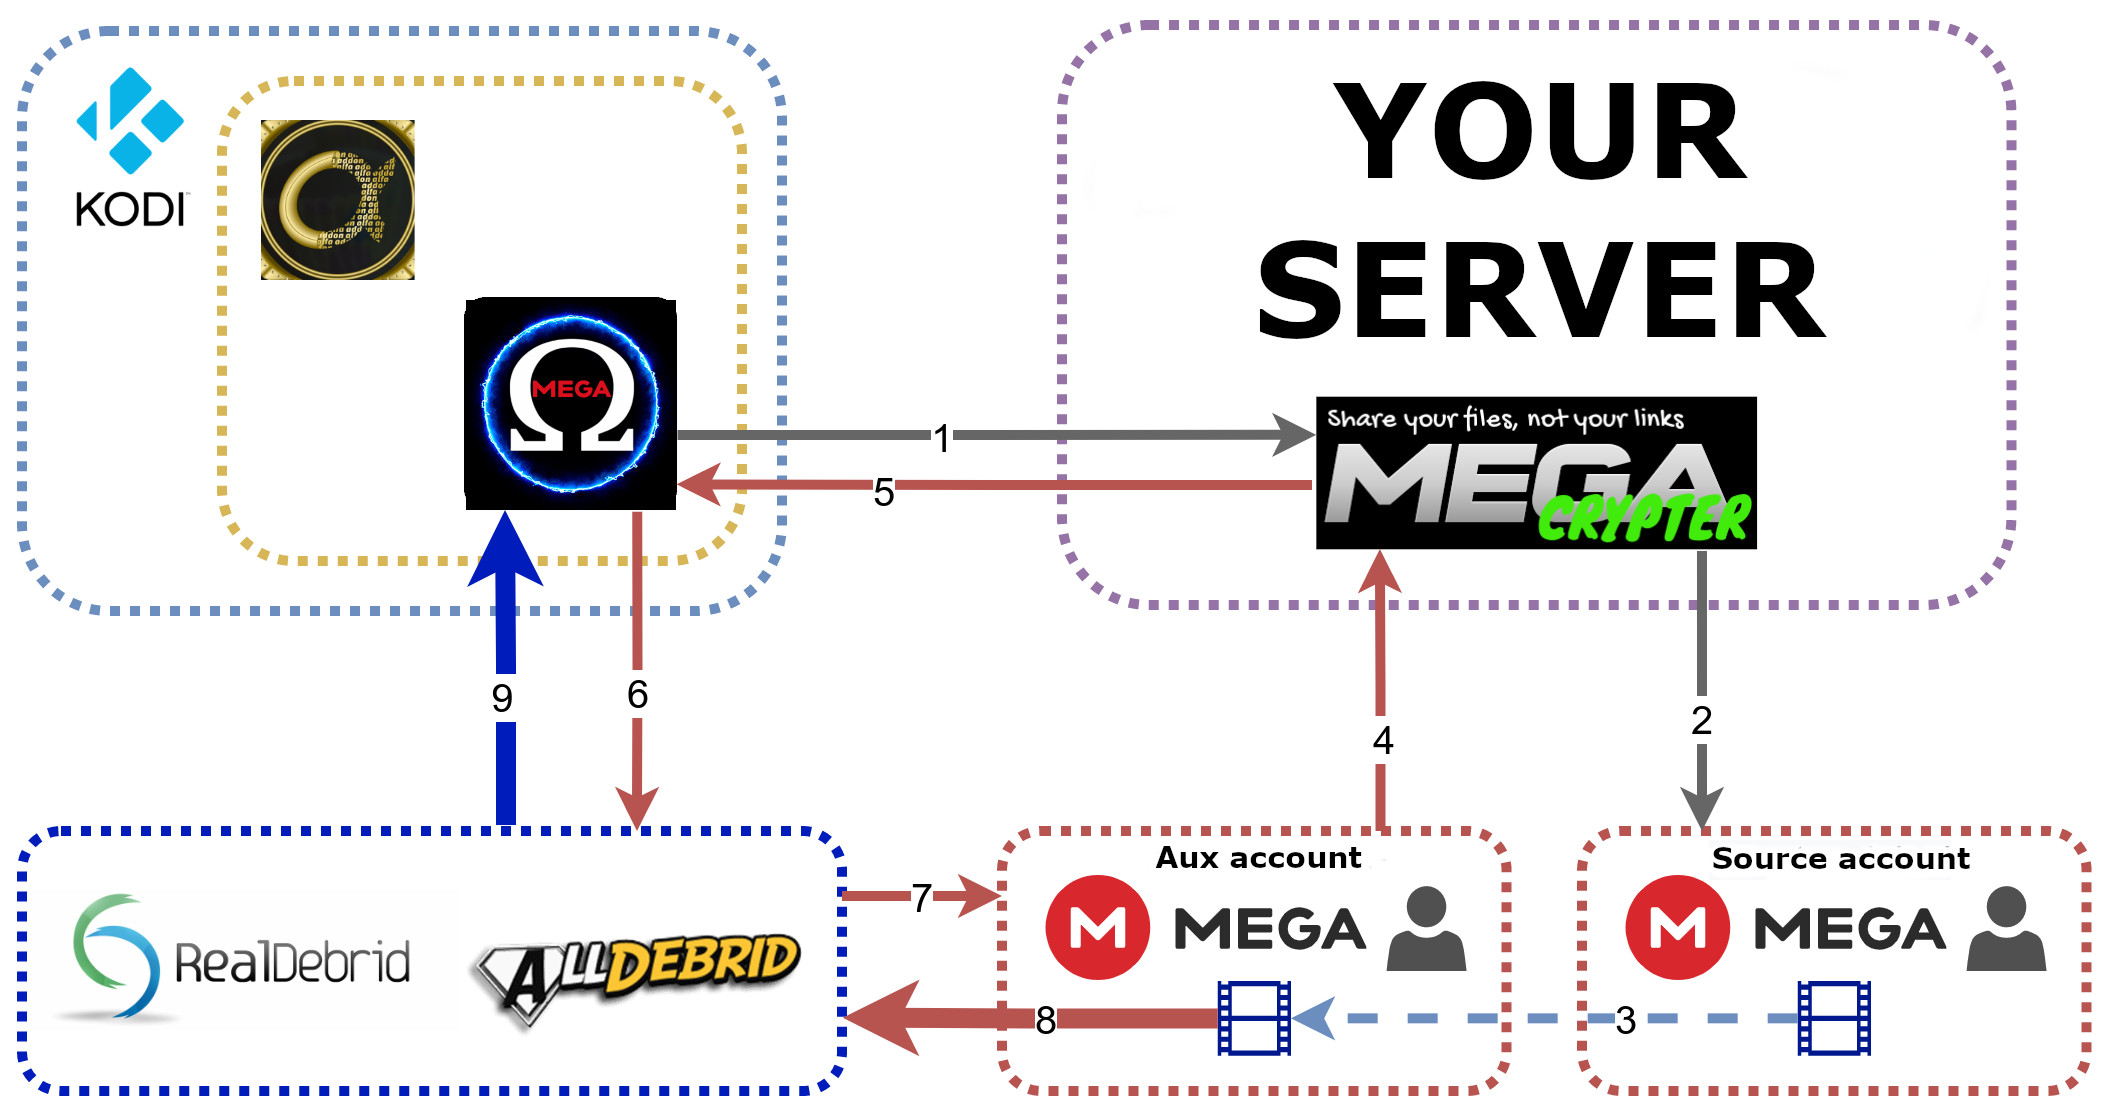 KODI
YOUR
SERVER
MEGA
Share your files, not your links
MEGA
CRYPTER
1
5
9
6
4
2
RealDebrid
ALLDEBRID
7
8
Aux account
M MEGA
3
Source account
M MEGA